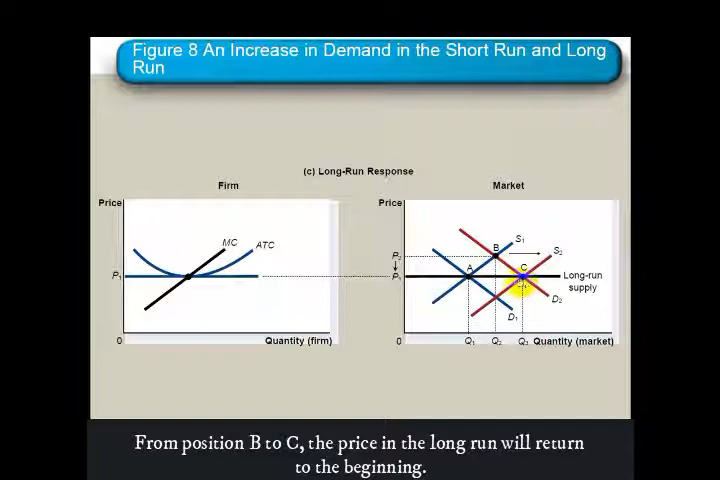 Figure 8 An Increase in Demand in the Short Run and Long
Run
(c) Long-Run Response
Firm
Market
Price
MC
ATC
P1
0
Quantity (firm)
Price
B
S1
S2
P2
A
C
P1
Long-run
supply
D2
D1
0
Q1
Q2
Q3
Quantity (market)
From position B to C, the price in the long run will return
to the beginning.